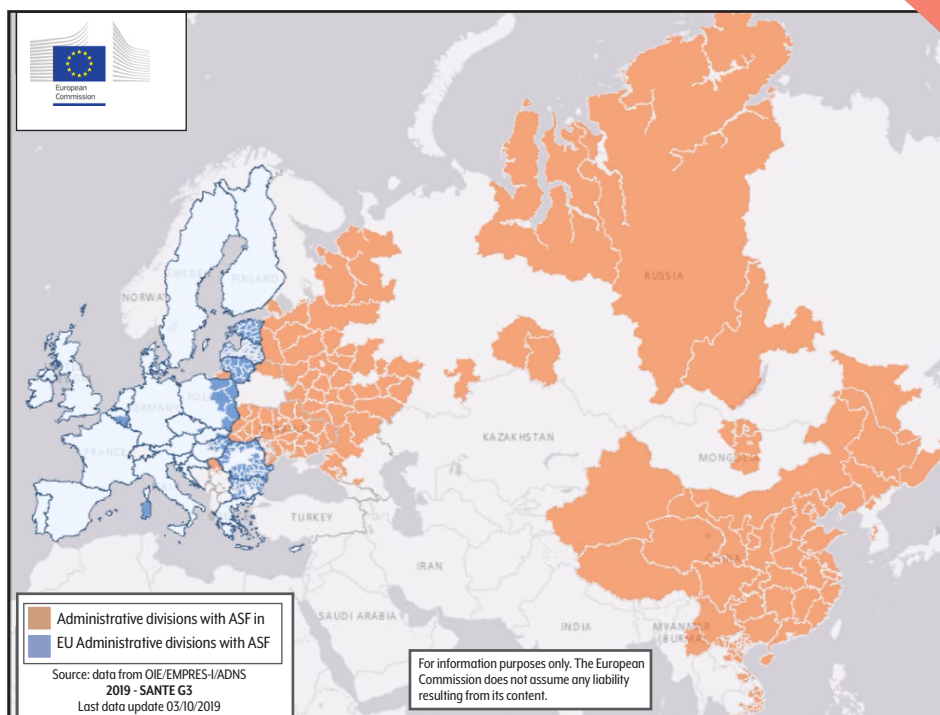 European
Commission
SWEDEN
FINLAND
NORWAY
RUSSIA
GERMANY
POL
FRANCE
KAZAKHSTAN
MONGOLIA
TURKEY
CHINA
IRAN
SAUDI ARABIA
INDIA
MYANMAR
(BURMA)
Administrative divisions with ASF in
EU Administrative divisions with ASF
Source: data from OIE/EMPRES-I/ADNS
2019 - SANTE G3
Last data update 03/10/2019
For information purposes only. The European
Commission does not assume any liability
resulting from its content.